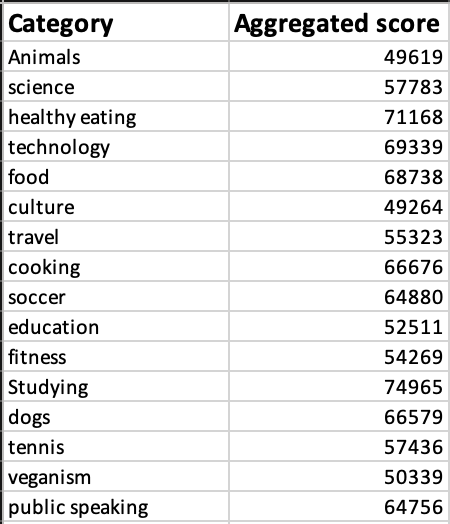 Category Aggregated score
Animals 49619
science 57783
healthy eating 71168
technology 69339
food 68738
culture 49264
travel 55323
cooking 66676
soccer 64880
education 52511
fitness 54269
Studying 74965
dogs 66579
tennis 57436
veganism 50339
public speaking 64756